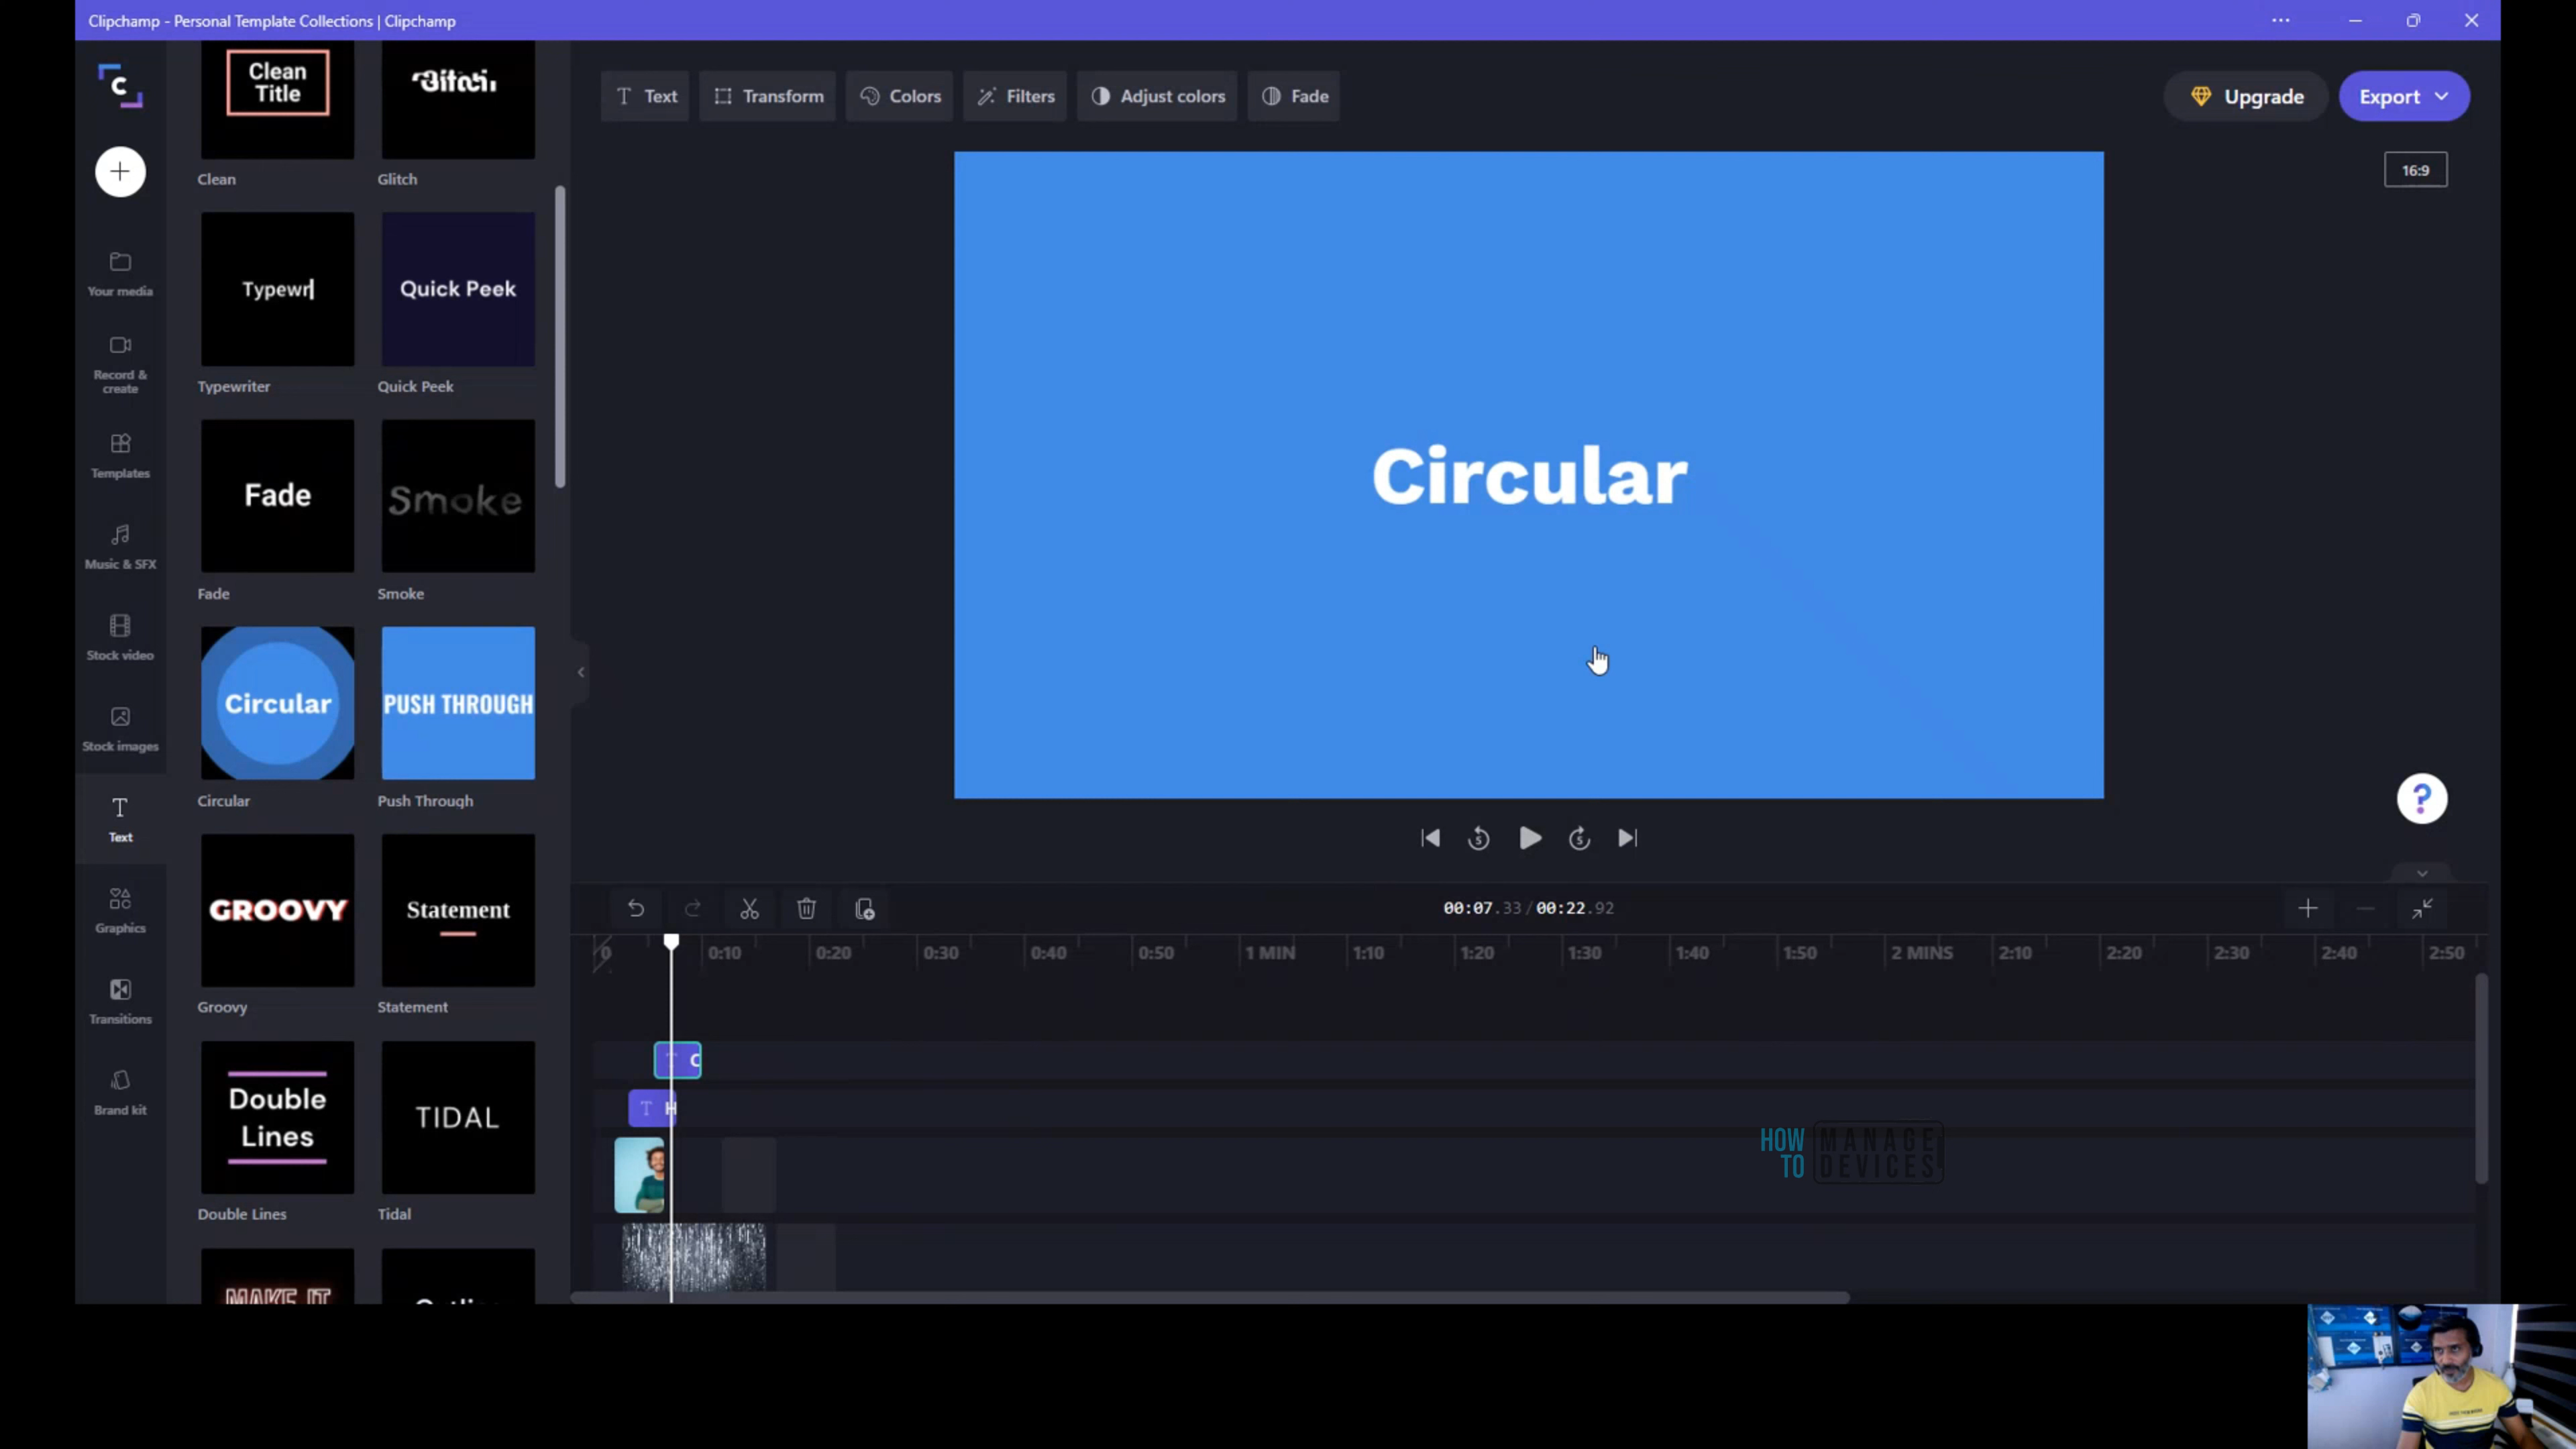 Clipchamp - Personal Template Collections | Clipchamp
C
Your media
Record &
create
Templates
Music & SFX
Stock video
Stock images
Text
Graphics
Transitions
Brand kit
Clean
Title
Clean
Glitch
Typewr
Typewriter
Quick Peek
Quick Peek
Fade
Fade
Smoke
Smoke
Circular
Circular
PUSH THROUGH
Push Through
GROOVY
Groovy
Statement
Statement
Double
Lines
Double Lines
TIDAL
Tidal
MAKE IT
Text
Transform
Colors
Filters
Adjust colors
Fade
Upgrade
Export
16:9
Circular
?
5
5
00:07.33/00:22.92
0
0:10
0:20
0:30
0:40
0:50
1 MIN
1:10
1:20
1:30
1:40
1:50
2 MINS
2:10
2:20
2:30
2:40
2:50
T C
T H
HOW MANAGE
TO DEVICES